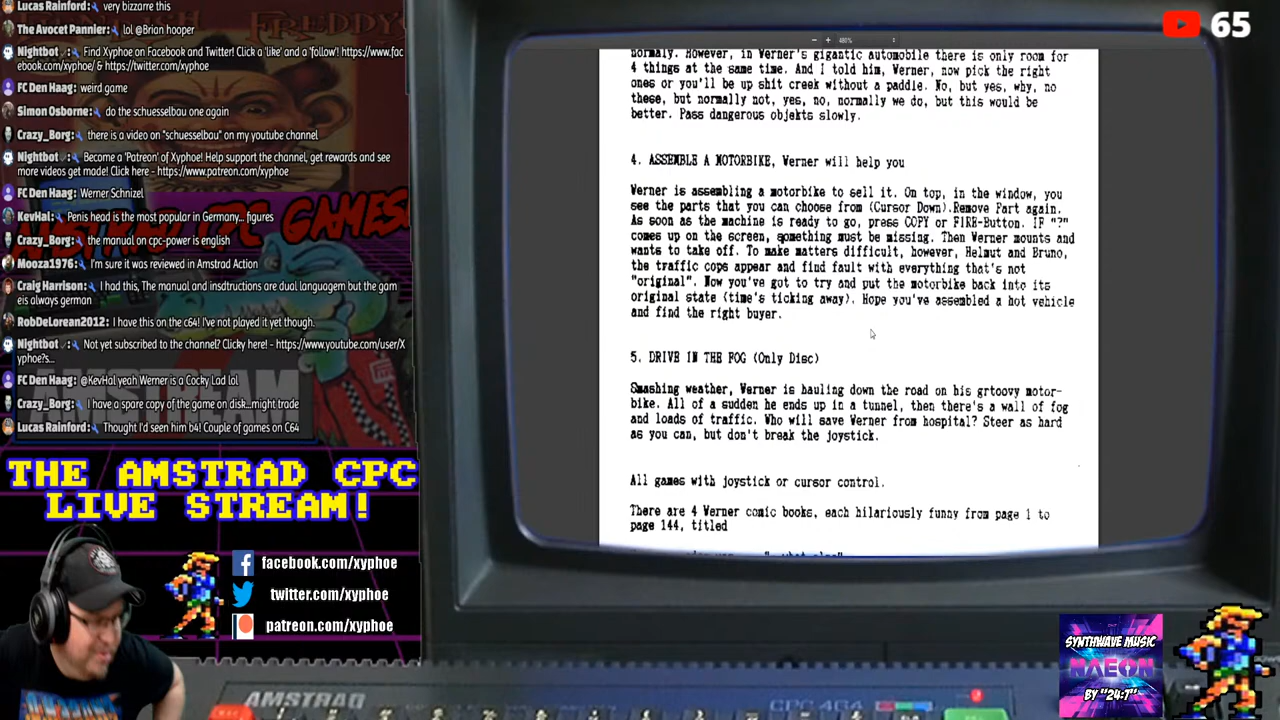 Lucas Rainford: very bizzarre this
The Avocet Pannier: lol @Brian hooper
Nightbot: Find Xyphoe on Facebook and Twitter! Click a 'like' and a 'follow'! https://www.fac
ebook.com/xyphoe/ & https://twitter.com/xyphoe
FC Den Haag: weird game
Simon Osborne: do the schuesselbau one again
Crazy_Borg: there is a video on "schuesselbau" on my youtube channel
Nightbot: Become a 'Patreon' of Xyphoe! Help support the channel, get rewards and see
more videos get made! Click here - https://www.patreon.com/xyphoe
FC Den Haag: Werner Schnizel
KevHal: Penis head is the most popular in Germany... figures
Crazy_Borg: the manual on cpc-power is english
Mooza1976: I'm sure it was reviewed in Amstrad Action
Craig Harrison: I had this, The manual and insdtructions are dual languagem but the gam
eis always german
RobDeLorean2012: I have this on the c64! I've not played it yet though.
Nightbot: Not yet subscribed to the channel? Clicky here! - https://www.youtube.com/user/X
yphoe?s...
FC Den Haag: @KevHal yeah Werner is a Cocky Lad lol
Crazy_Borg: I have a spare copy of the game on disk...might trade
Lucas Rainford: Thought I'd seen him b4! Couple of games on C64
THE AMSTRAD CPC
LIVE STREAM!
facebook.com/xyphoe
twitter.com/xyphoe
patreon.com/xyphoe
65
480%
normaly. However, in Werner's gigantic automobile there is only room for
4 things at the same time. And I told him, Werner, now pick the right
ones or you'll be up shit creek without a paddle. No, but yes, why, no
these, but normally not, yes, no, normally we do, but this would be
better. Pass dangerous objekts slowly.
4. ASSEMBLE A MOTORBIKE, Werner will help you
Werner is assembling a motorbike to sell it. On top, in the window, you
see the parts that you can choose from (Cursor Down).Remove Part again.
As soon as the machine is ready to go, press COPY or FIRE-Button. IF "?"
comes up on the screen, something must be missing. Then Werner mounts and
wants to take off. To make matters difficult, however, Helmut and Bruno,
the traffic cops appear and find fault with everything that's not
"original". Now you've got to try and put the motorbike back into its
original state (time's ticking away). Hope you've assembled a hot vehicle
and find the right buyer.
5. DRIVE IN THE FOG (Only Disc)
Smashing weather, Werner is hauling down the road on his grtoovy motor-
bike. All of a sudden he ends up in a tunnel, then there's a wall of fog
and loads of traffic. Who will save Werner from hospital? Steer as hard
as you can, but don't break the joystick.
All games with joystick or cursor control.
There are 4 Werner comic books, each hilariously funny from page 1 to
page 144, titled
SYNTHWAVE MUSIC
NAEON
BY "24:7"
AMSTRAD
CPC 464